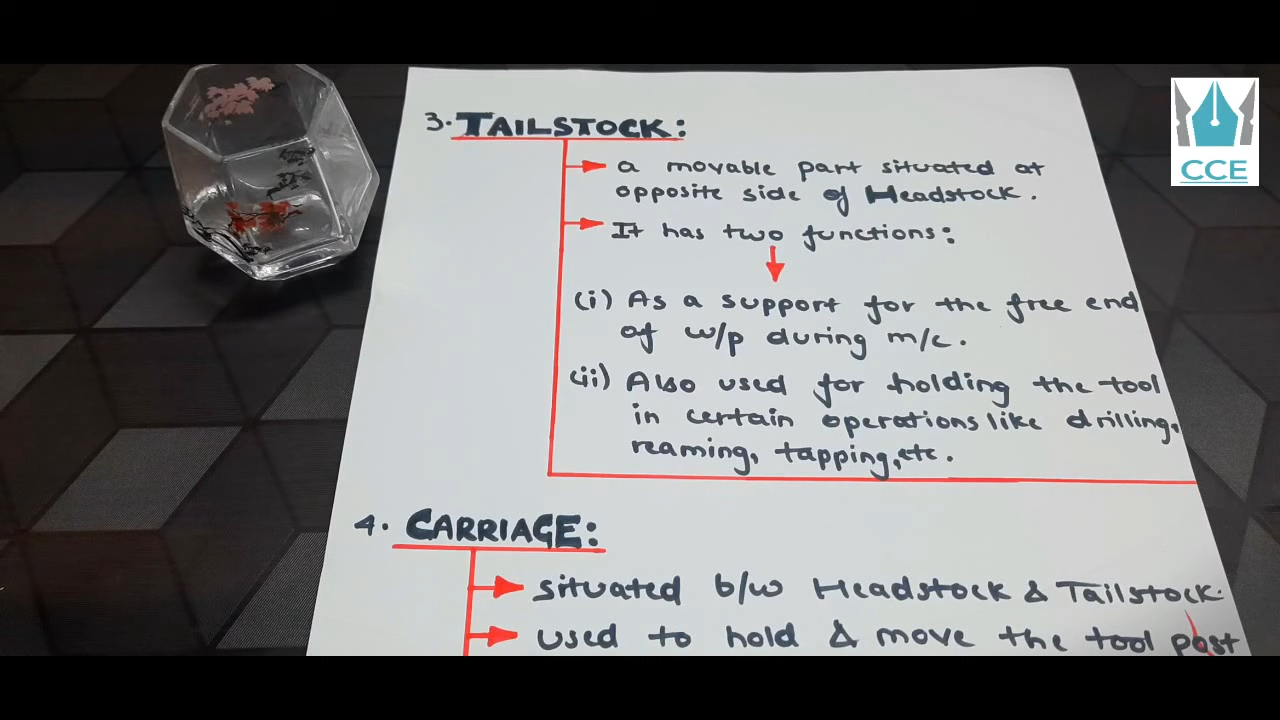 3. TAILSTOCK:
a movable part situated at
opposite side of Headstock.
It has two functions:
(i) As a support for the free end
of w/p during m/c.
(ii) Also used for holding the tool
in certain operations like drilling,
reaming, tapping, etc.
4. CARRIAGE:
situated b/w Headstock & Tailstock.
used to hold & move the tool post
CCE